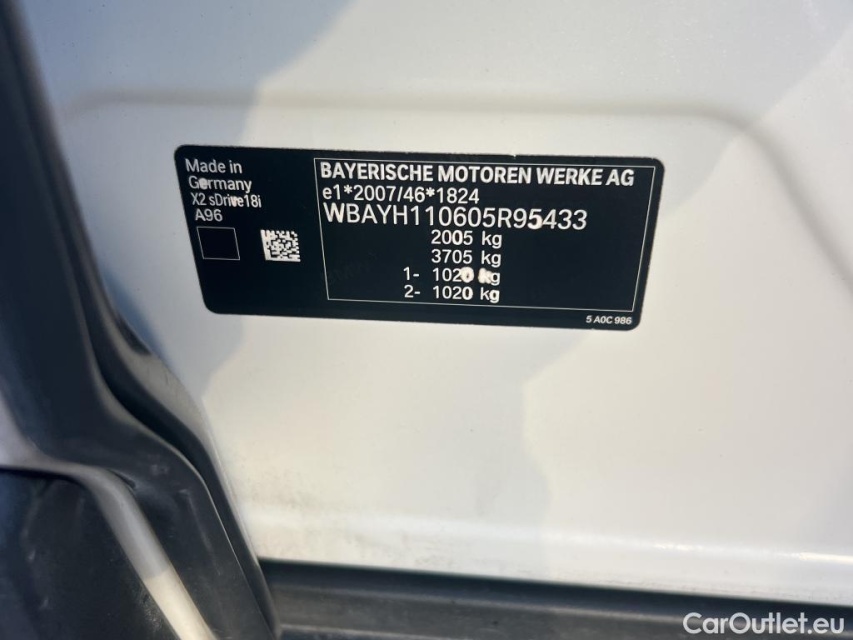 Made in
Germany
X2 sDrive18i
A96
BAYERISCHE MOTOREN WERKE AG
e1*2007/46*1824
WBAYH110605R95433
2005 kg
3705 kg
1- 1020 kg
2- 1020 kg
5 A0C 986
CarOutlet.eu